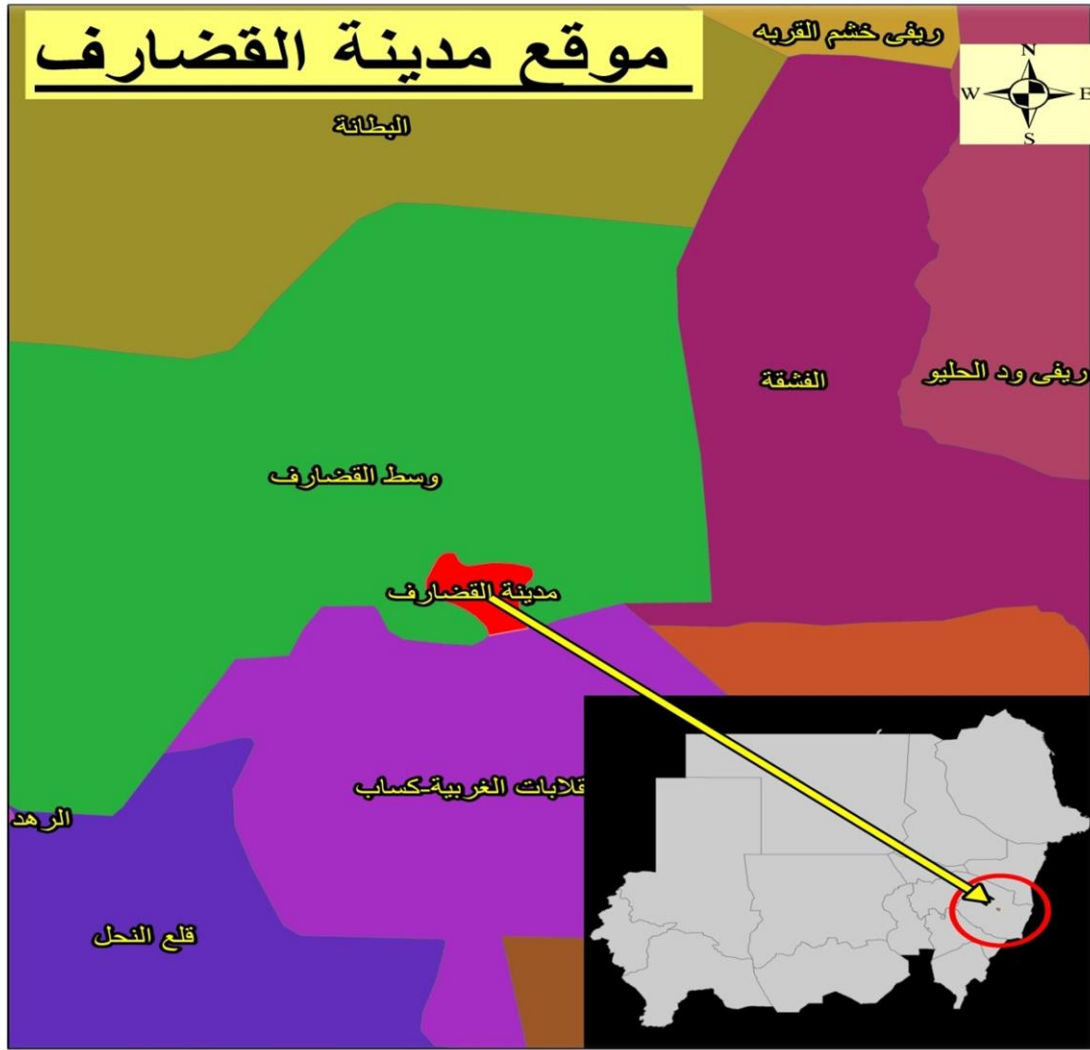 موقع مدينة القضارف
ريفى خشم القربه
N
W E
S
البطانة
الفشقة
ريفى ود الحليو
وسط القضارف
مدينة القضارف
قلابات الغربية-كساب
الرهد
قلع النحل